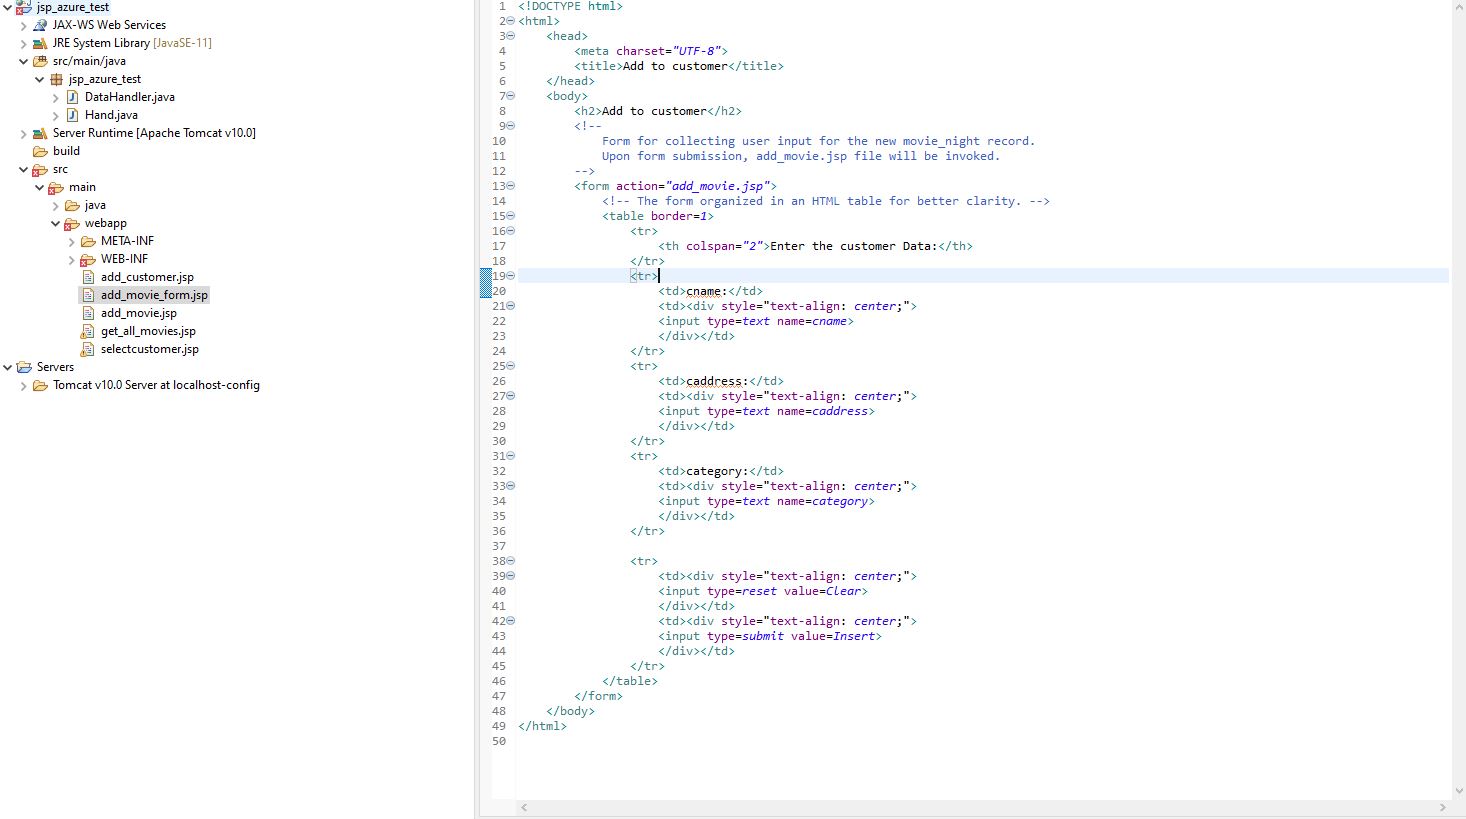 jsp_azure_test
JAX-WS Web Services
JRE System Library [JavaSE-11]
src/main/java
jsp_azure_test
DataHandler.java
Hand.java
Server Runtime [Apache Tomcat v10.0]
build
src
main
java
webapp
META-INF
WEB-INF
add_customer.jsp
add_movie_form.jsp
add_movie.jsp
get_all_movies.jsp
selectcustomer.jsp
Servers
Tomcat v10.0 Server at localhost-config
1 <!DOCTYPE html>
2 <html>
3     <head>
4         <meta charset="UTF-8">
5         <title>Add to customer</title>
6     </head>
7     <body>
8         <h2>Add to customer</h2>
9         <!--
10             Form for collecting user input for the new movie_night record.
11             Upon form submission, add_movie.jsp file will be invoked.
12         -->
13         <form action="add_movie.jsp">
14             <!-- The form organized in an HTML table for better clarity. -->
15             <table border=1>
16                 <tr>
17                     <th colspan="2">Enter the customer Data:</th>
18                 </tr>
19                 <tr>
20                     <td>cname:</td>
21                     <td><div style="text-align: center;">
22                     <input type=text name=cname>
23                     </div></td>
24                 </tr>
25                 <tr>
26                     <td>caddress:</td>
27                     <td><div style="text-align: center;">
28                     <input type=text name=caddress>
29                     </div></td>
30                 </tr>
31                 <tr>
32                     <td>category:</td>
33                     <td><div style="text-align: center;">
34                     <input type=text name=category>
35                     </div></td>
36                 </tr>
37
38                 <tr>
39                     <td><div style="text-align: center;">
40                     <input type=reset value=Clear>
41                     </div></td>
42                     <td><div style="text-align: center;">
43                     <input type=submit value=Insert>
44                     </div></td>
45                 </tr>
46             </table>
47         </form>
48     </body>
49 </html>
50